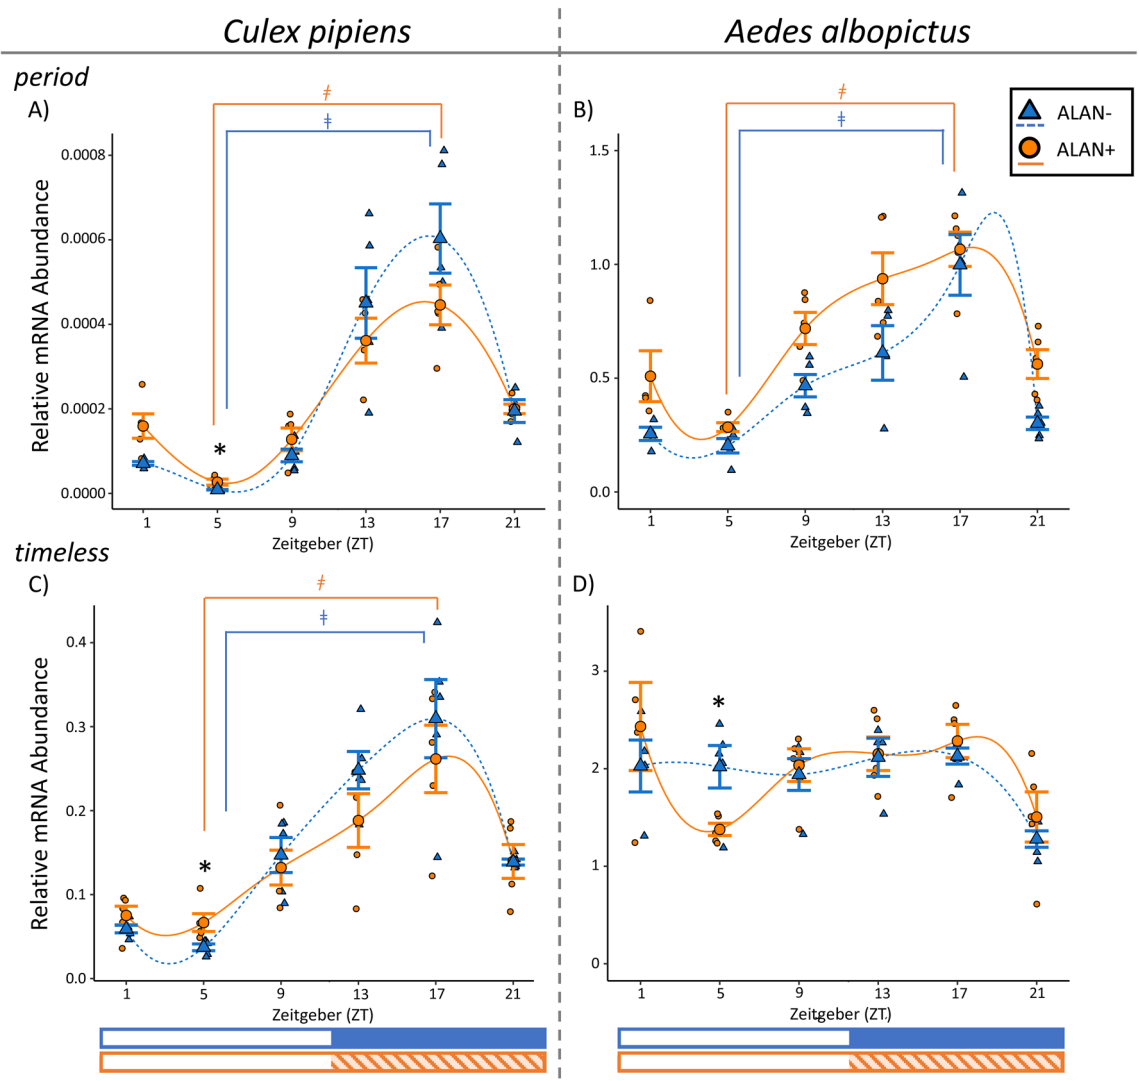 Culex pipiens
Aedes albopictus
period
A)
ǂ
ǂ
Relative mRNA Abundance
0.0008
0.0006
0.0004
0.0002
0.0000
*
1 5 9 13 17 21
Zeitgeber (ZT)
B)
ǂ
ǂ
ALAN-
ALAN+
1.5
1.0
0.5
0.0
1 5 9 13 17 21
Zeitgeber (ZT)
timeless
C)
ǂ
ǂ
Relative mRNA Abundance
0.4
0.3
0.2
0.1
0.0
*
1 5 9 13 17 21
Zeitgeber (ZT)
D)
3
2
1
0
*
1 5 9 13 17 21
Zeitgeber (ZT)